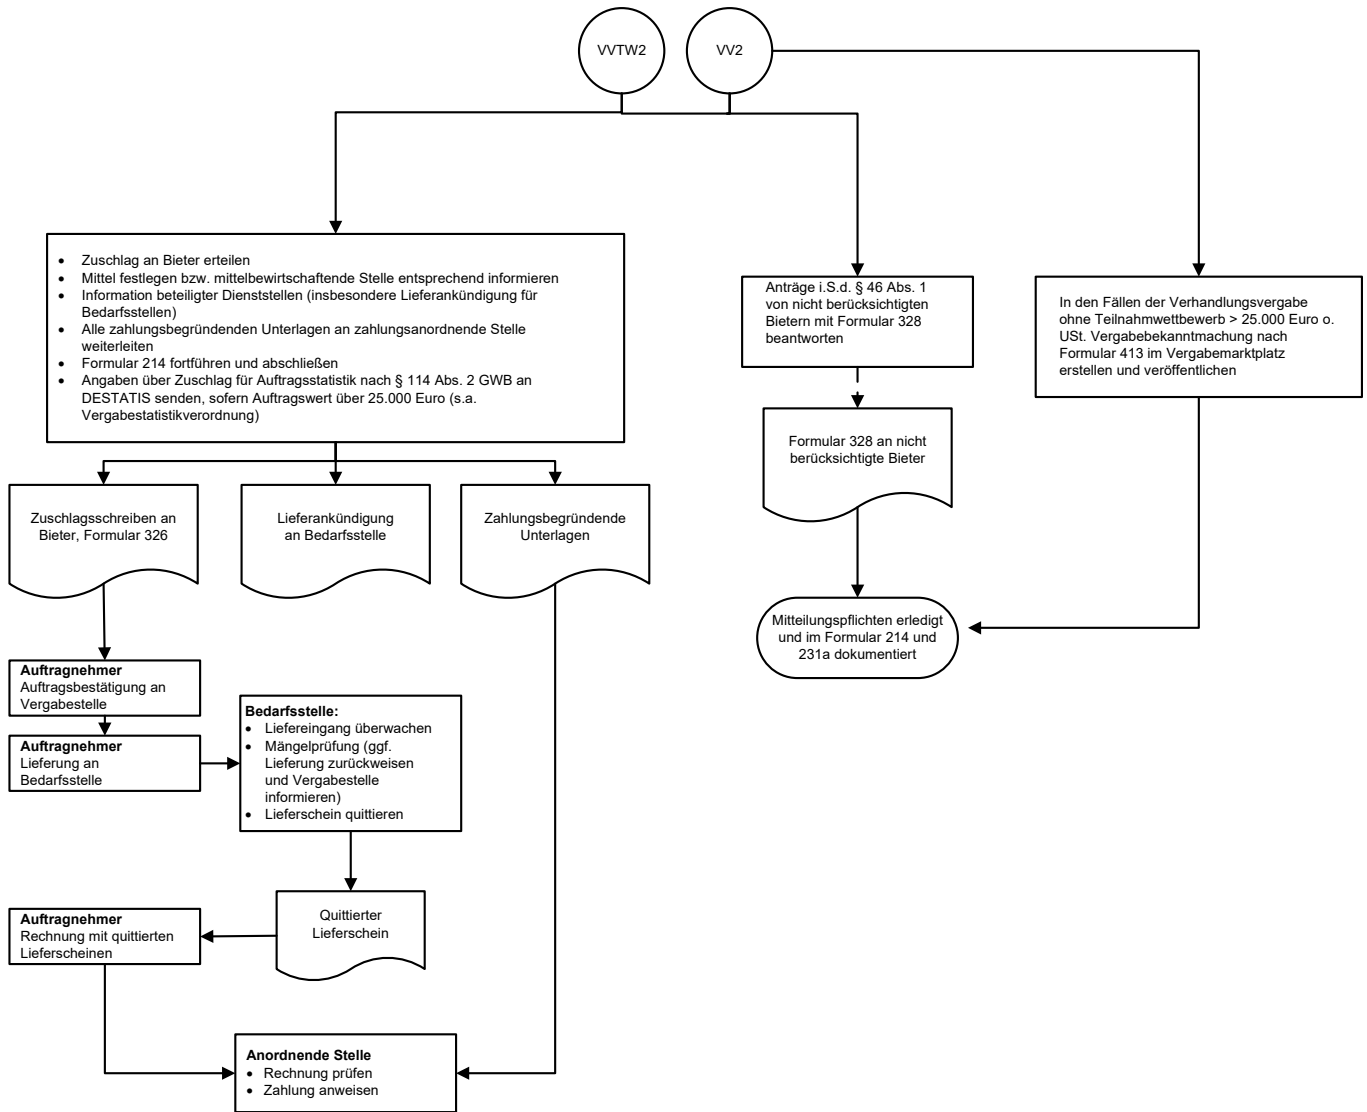 VVTW2
VV2
• Zuschlag an Bieter erteilen
• Mittel festlegen bzw. mittelbewirtschaftende Stelle entsprechend informieren
• Information beteiligter Dienststellen (insbesondere Lieferankündigung für
Bedarfsstellen)
• Alle zahlungsbegründenden Unterlagen an zahlungsanordnende Stelle
weiterleiten
• Formular 214 fortführen und abschließen
• Angaben über Zuschlag für Auftragsstatistik nach § 114 Abs. 2 GWB an
DESTATIS senden, sofern Auftragswert über 25.000 Euro (s.a.
Vergabestatistikverordnung)
Anträge i.S.d. § 46 Abs. 1
von nicht berücksichtigten
Bietern mit Formular 328
beantworten
In den Fällen der Verhandlungsvergabe
ohne Teilnahmwettbewerb > 25.000 Euro o.
USt. Vergabebekanntmachung nach
Formular 413 im Vergabemarktplatz
erstellen und veröffentlichen
Formular 328 an nicht
berücksichtigte Bieter
Zuschlagsschreiben an
Bieter, Formular 326
Lieferankündigung
an Bedarfsstelle
Zahlungsbegründende
Unterlagen
Mitteilungspflichten erledigt
und im Formular 214 und
231a dokumentiert
Auftragnehmer
Auftragsbestätigung an
Vergabestelle
Auftragnehmer
Lieferung an
Bedarfsstelle
Bedarfsstelle:
• Liefereingang überwachen
• Mängelprüfung (ggf.
Lieferung zurückweisen
und Vergabestelle
informieren)
• Lieferschein quittieren
Quittierter
Lieferschein
Auftragnehmer
Rechnung mit quittierten
Lieferscheinen
Anordnende Stelle
• Rechnung prüfen
• Zahlung anweisen